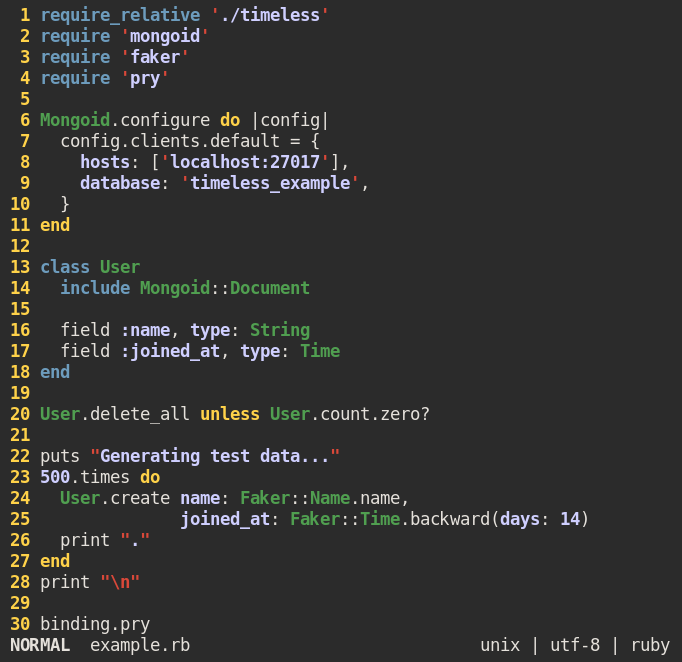 1 require_relative './timeless'
2 require 'mongoid'
3 require 'faker'
4 require 'pry'
5
6 Mongoid.configure do |config|
7   config.clients.default = {
8     hosts: ['localhost:27017'],
9     database: 'timeless_example',
10   }
11 end
12
13 class User
14   include Mongoid::Document
15
16   field :name, type: String
17   field :joined_at, type: Time
18 end
19
20 User.delete_all unless User.count.zero?
21
22 puts "Generating test data..."
23 500.times do
24   User.create name: Faker::Name.name,
25               joined_at: Faker::Time.backward(days: 14)
26   print "."
27 end
28 print "\n"
29
30 binding.pry
NORMAL  example.rb  unix | utf-8 | ruby